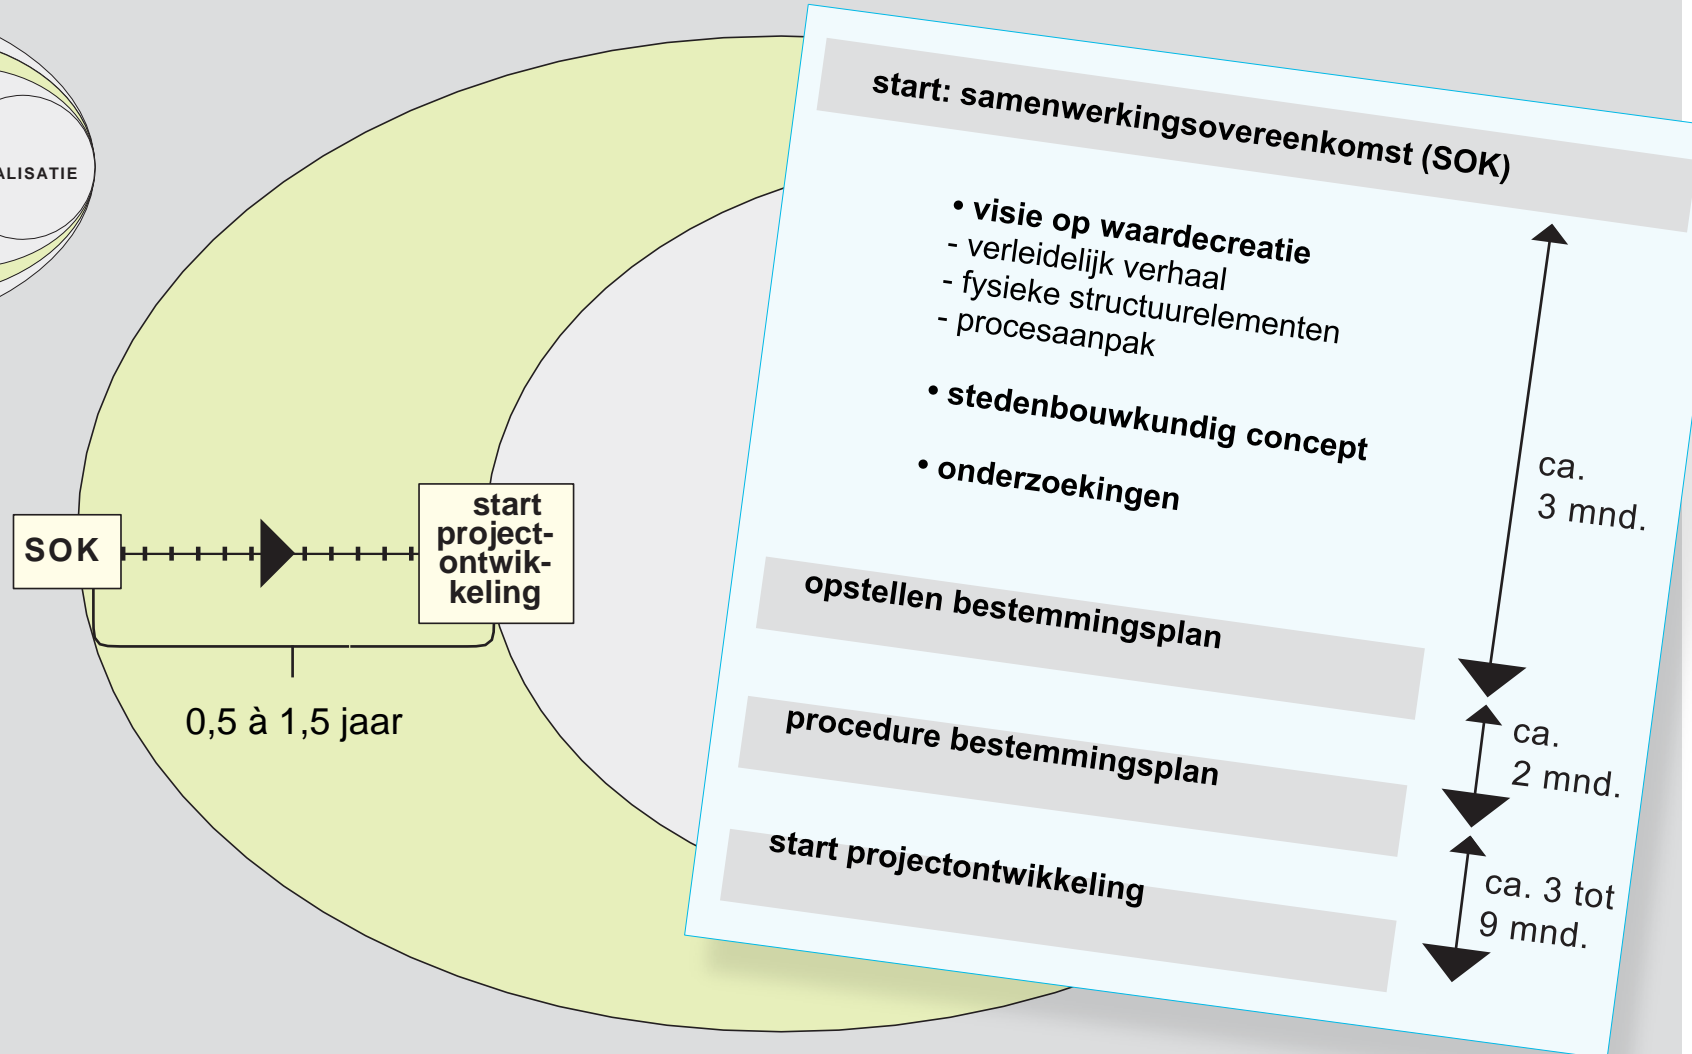 ALISATIE
SOK
start
project-
ontwik-
keling
0,5 à 1,5 jaar
start: samenwerkingsovereenkomst (SOK)
• visie op waardecreatie
- verleidelijk verhaal
- fysieke structuurelementen
- procesaanpak
• stedenbouwkundig concept
• onderzoekingen
ca.
3 mnd.
opstellen bestemmingsplan
procedure bestemmingsplan
ca.
2 mnd.
start projectontwikkeling
ca. 3 tot
9 mnd.